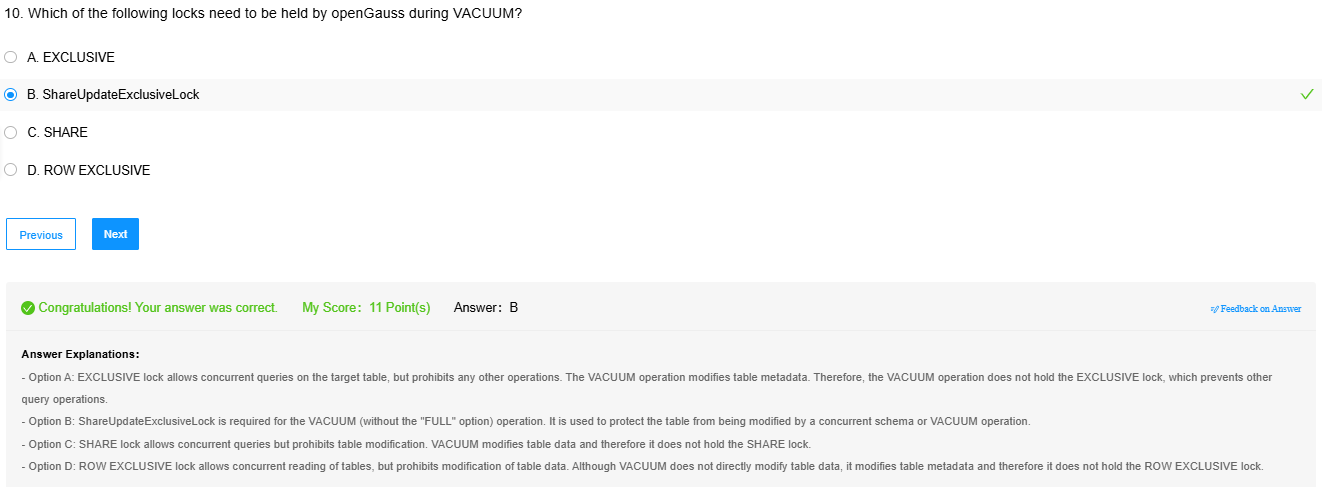 10. Which of the following locks need to be held by openGauss during VACUUM?
A. EXCLUSIVE
B. ShareUpdateExclusiveLock
C. SHARE
D. ROW EXCLUSIVE
Previous Next
Congratulations! Your answer was correct. My Score: 11 Point(s) Answer: B Feedback on Answer
Answer Explanations:
- Option A: EXCLUSIVE lock allows concurrent queries on the target table, but prohibits any other operations. The VACUUM operation modifies table metadata. Therefore, the VACUUM operation does not hold the EXCLUSIVE lock, which prevents other
query operations.
- Option B: ShareUpdateExclusiveLock is required for the VACUUM (without the "FULL" option) operation. It is used to protect the table from being modified by a concurrent schema or VACUUM operation.
- Option C: SHARE lock allows concurrent queries but prohibits table modification. VACUUM modifies table data and therefore it does not hold the SHARE lock.
- Option D: ROW EXCLUSIVE lock allows concurrent reading of tables, but prohibits modification of table data. Although VACUUM does not directly modify table data, it modifies table metadata and therefore it does not hold the ROW EXCLUSIVE lock.